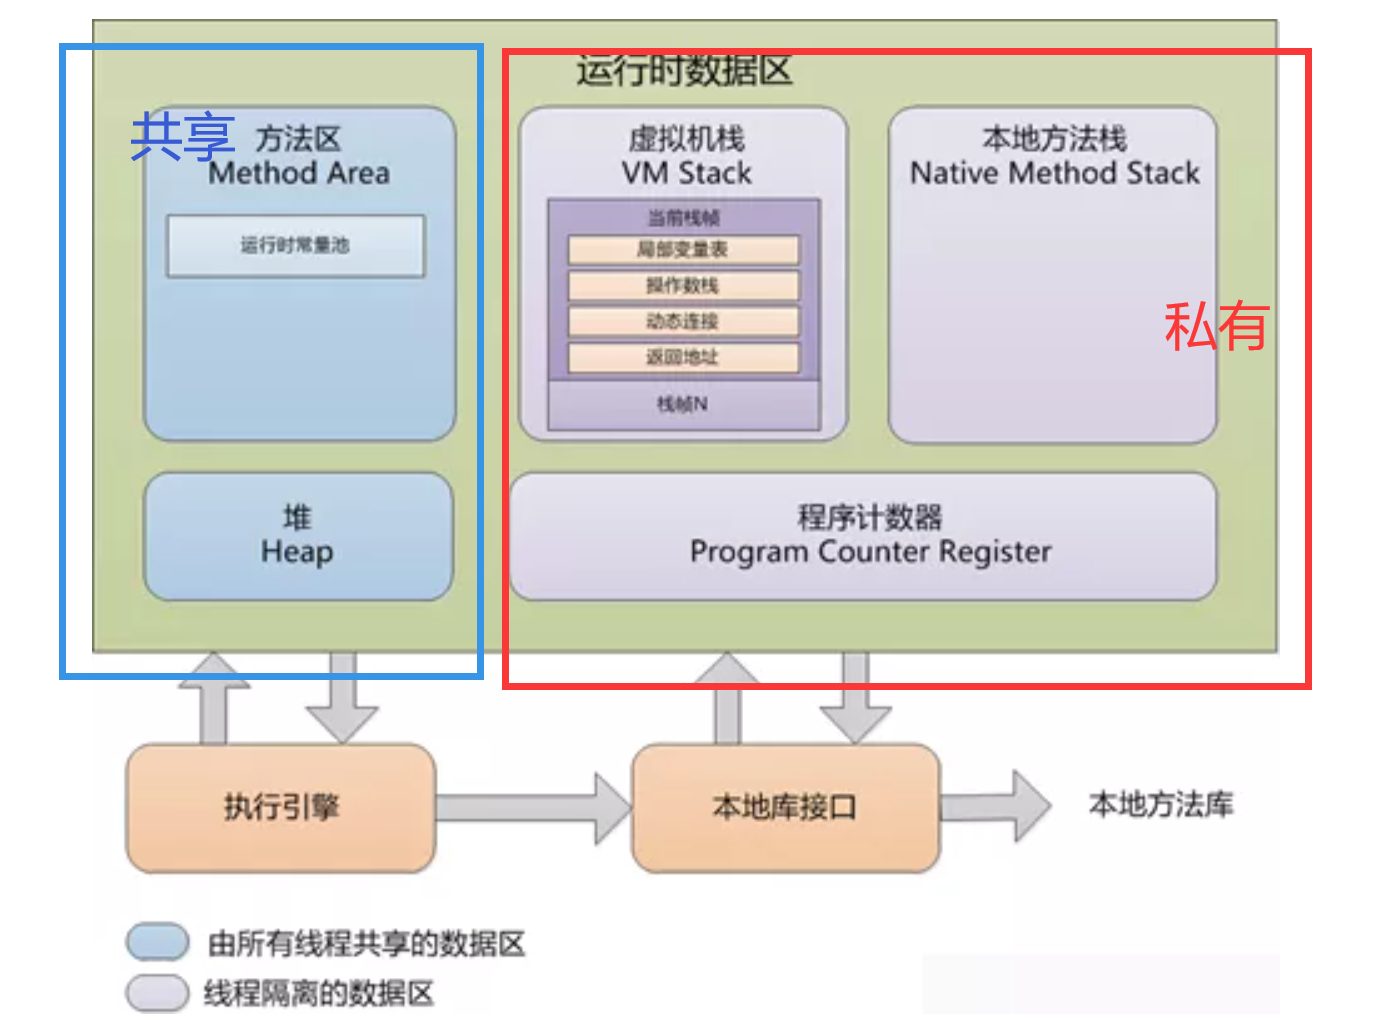 运行时数据区
共享
方法区
Method Area
运行时常量池
虚拟机栈
VM Stack
当前栈帧
局部变量表
操作数栈
动态连接
返回地址
栈帧N
本地方法栈
Native Method Stack
私有
堆
Heap
程序计数器
Program Counter Register
执行引擎
本地库接口
本地方法库
由所有线程共享的数据区
线程隔离的数据区